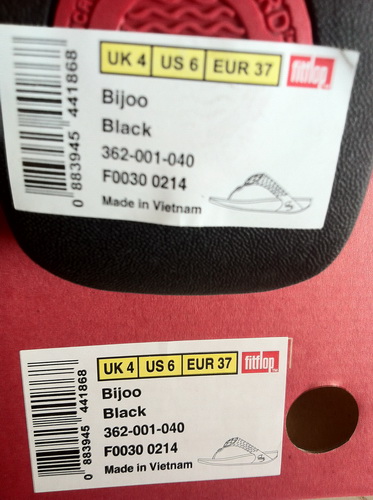 UK 4 US 6 EUR 37 fitflop
Bijoo
Black
362-001-040
F0030 0214
Made in Vietnam
0 883945 441868
UK 4 US 6 EUR 37 fitflop
Bijoo
Black
362-001-040
F0030 0214
Made in Vietnam
0 883945 441868